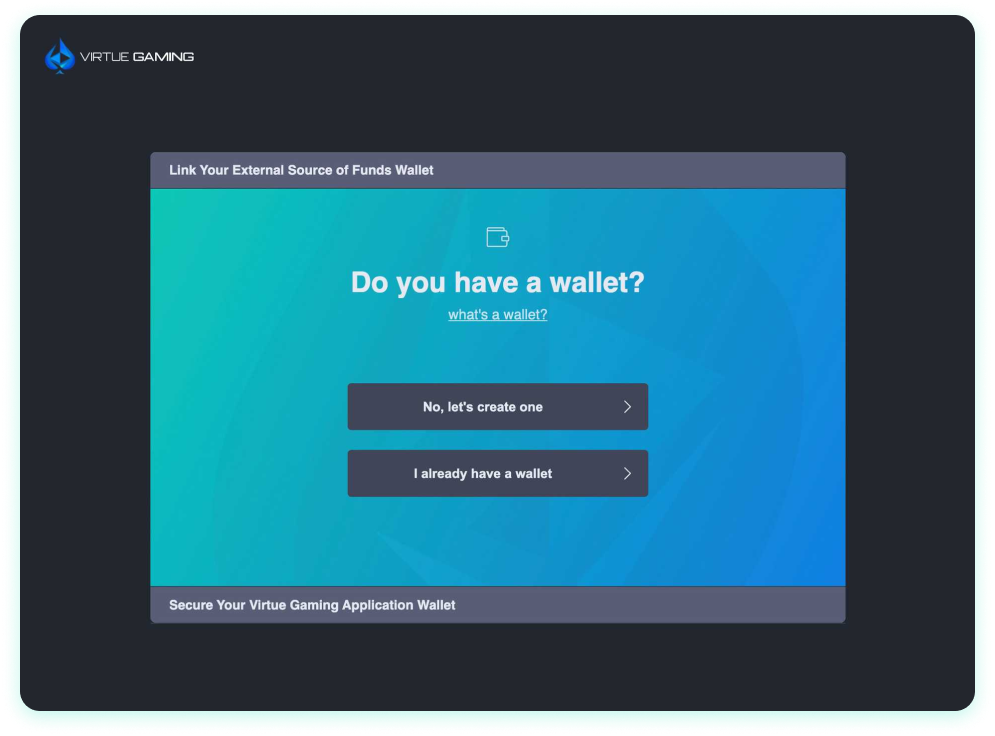 VIRTUE GAMING
Link Your External Source of Funds Wallet
Do you have a wallet?
what's a wallet?
No, let's create one
I already have a wallet
Secure Your Virtue Gaming Application Wallet